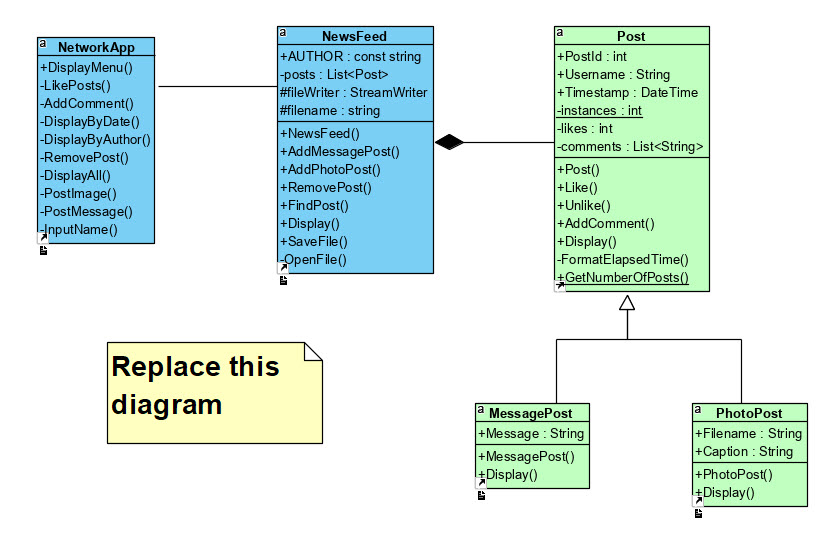 a
NetworkApp
+DisplayMenu()
-LikePosts()
-AddComment()
-DisplayByDate()
-DisplayByAuthor()
-RemovePost()
-DisplayAll()
-PostImage()
-PostMessage()
-InputName()
a
NewsFeed
+AUTHOR : const string
-posts : List<Post>
#fileWriter : StreamWriter
#filename : string
+NewsFeed()
+AddMessagePost()
+AddPhotoPost()
+RemovePost()
+FindPost()
+Display()
+SaveFile()
-OpenFile()
a
Post
+PostId : int
+Username : String
+Timestamp : DateTime
-instances : int
-likes : int
-comments : List<String>
+Post()
+Like()
+Unlike()
+AddComment()
+Display()
-FormatElapsedTime()
+GetNumberOfPosts()
Replace this
diagram
a
MessagePost
+Message : String
+MessagePost()
+Display()
a
PhotoPost
+Filename : String
+Caption : String
+PhotoPost()
+Display()